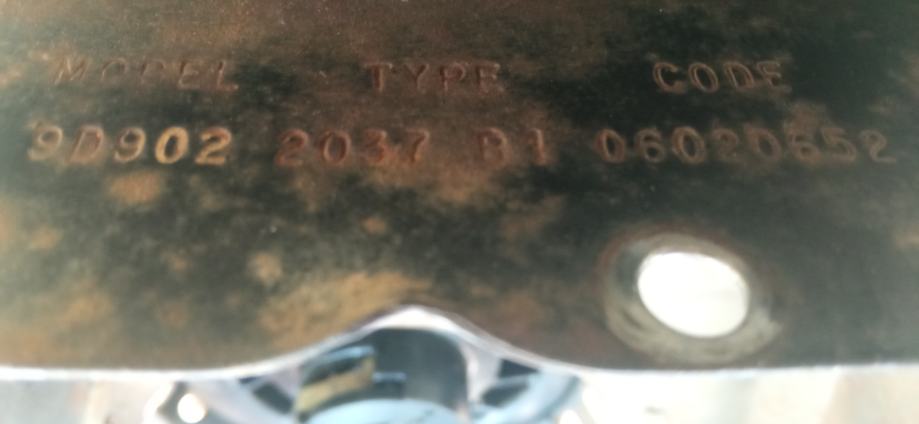 MODEL TYPE CODE
9D902 2037 B1 06020652